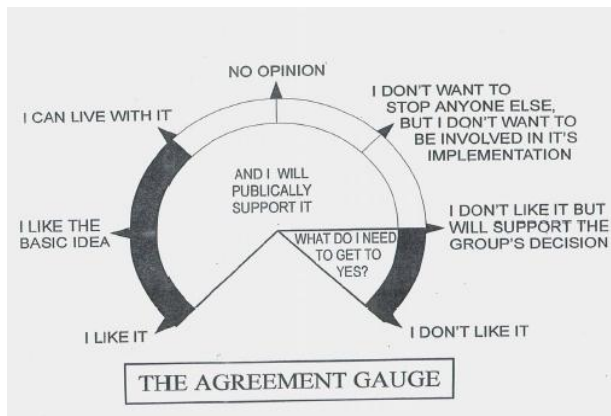 NO OPINION
I CAN LIVE WITH IT
I DON'T WANT TO
STOP ANYONE ELSE,
BUT I DON'T WANT TO
BE INVOLVED IN IT'S
IMPLEMENTATION
AND I WILL
PUBLICALLY
SUPPORT IT
I LIKE THE
BASIC IDEA
I DON'T LIKE IT BUT
WILL SUPPORT THE
GROUP'S DECISION
WHAT DO I NEED
TO GET TO
YES?
I LIKE IT
I DON'T LIKE IT
THE AGREEMENT GAUGE